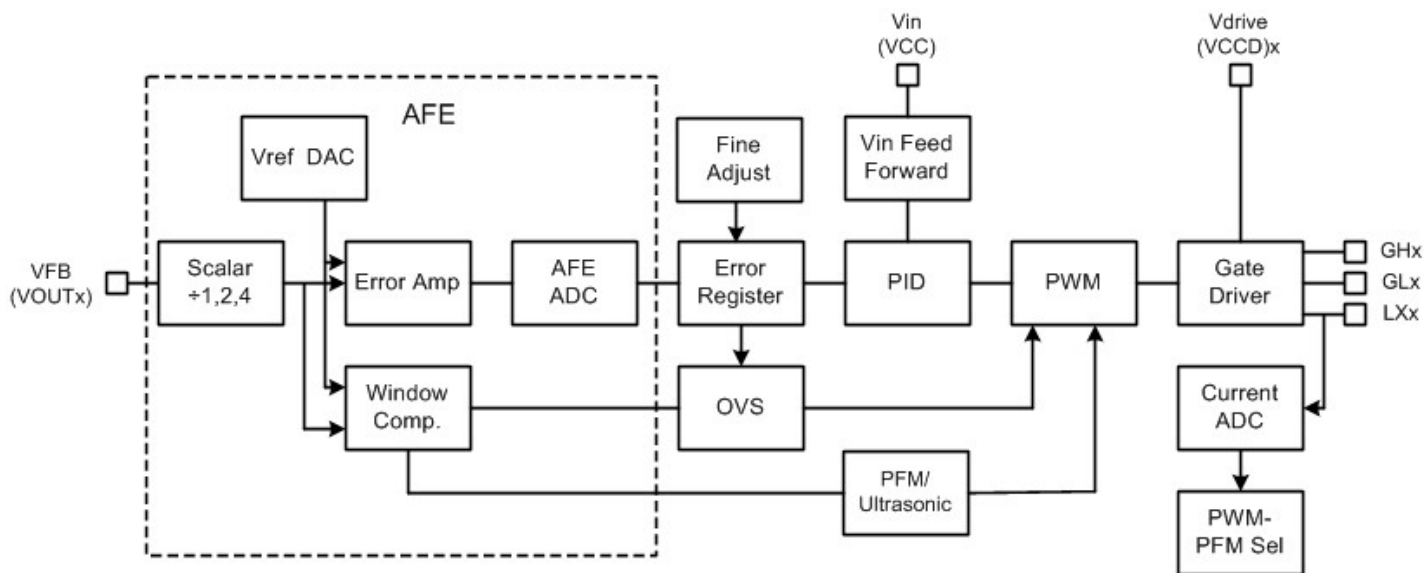 Vin
(VCC)
Vdrive
(VCCD)x
AFE
Vref DAC
Fine
Adjust
Vin Feed
Forward
VFB
(VOUTx)
Scalar
÷1,2,4
Error Amp
AFE
ADC
Error
Register
PID
PWM
Gate
Driver
GHx
GLx
LXx
Window
Comp.
OVS
Current
ADC
PFM/
Ultrasonic
PWM-
PFM Sel